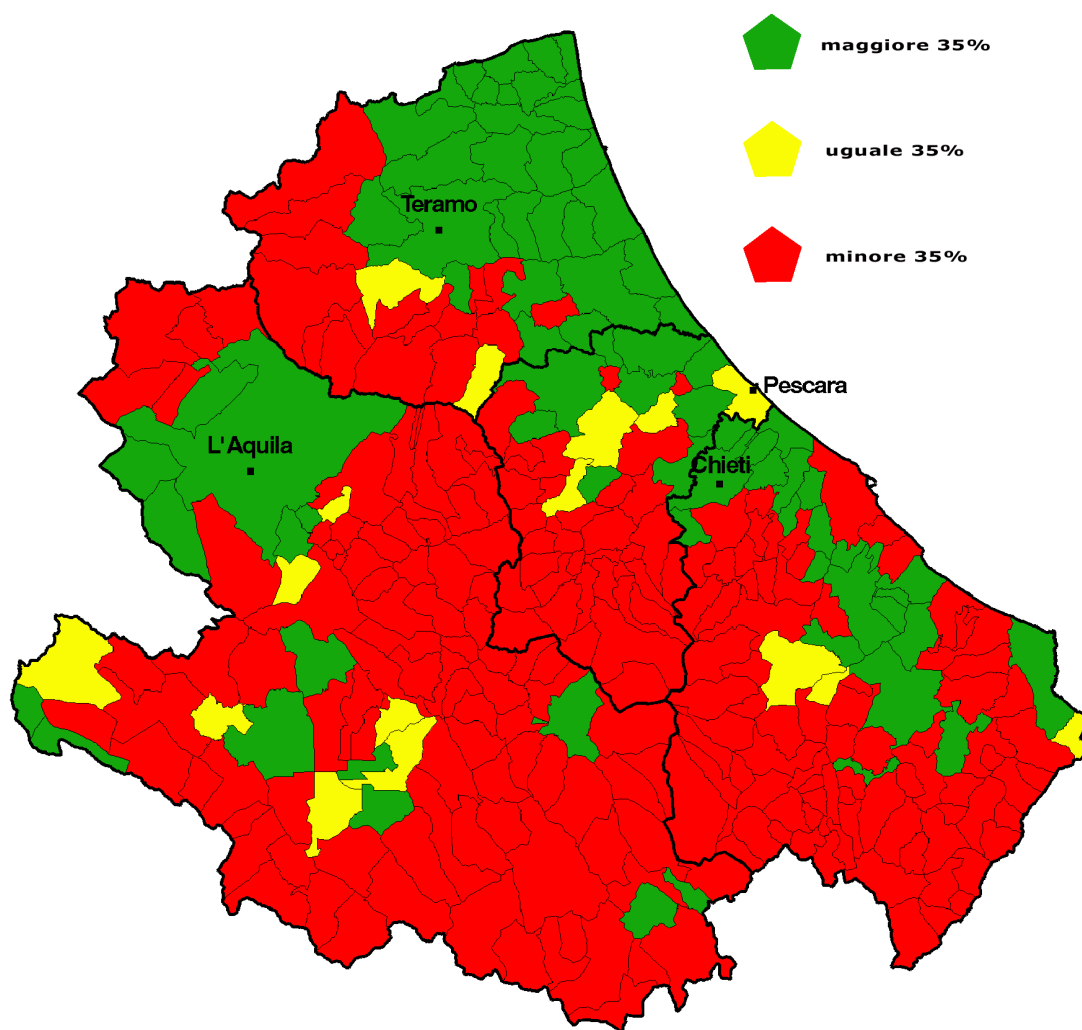 maggiore 35%
uguale 35%
Teramo
minore 35%
Pescara
L'Aquila
Chieti